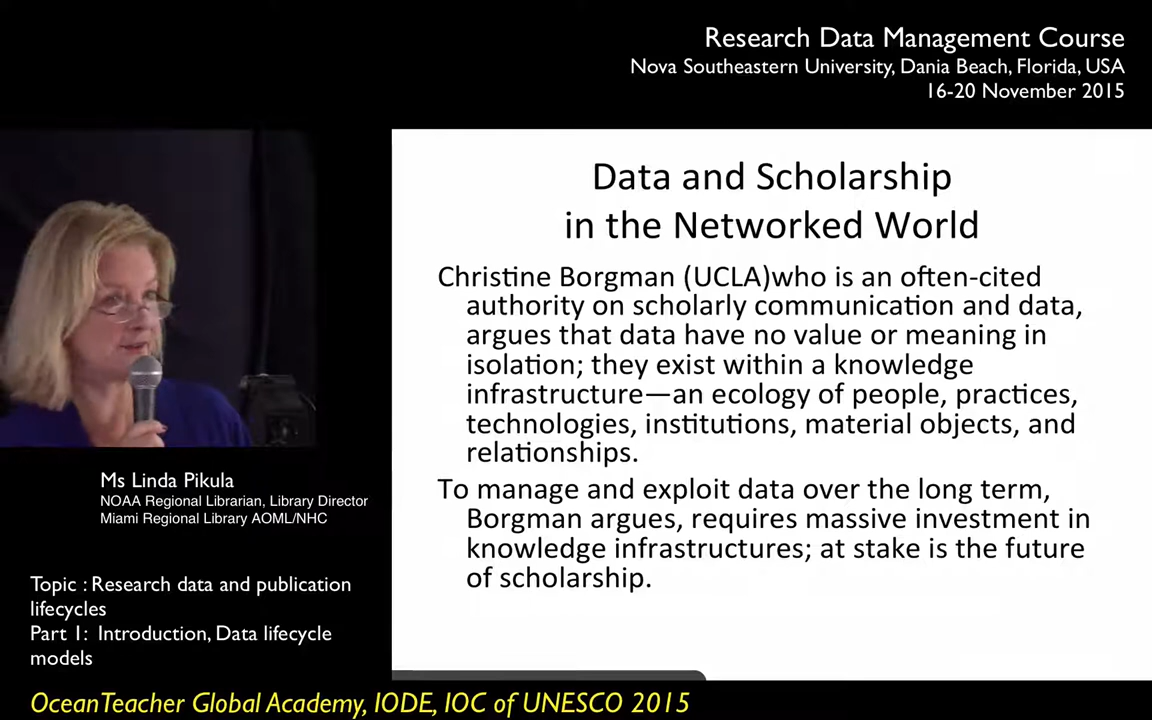 Research Data Management Course
Nova Southeastern University, Dania Beach, Florida, USA
16-20 November 2015
Data and Scholarship
in the Networked World
Christine Borgman (UCLA)who is an often-cited
authority on scholarly communication and data,
argues that data have no value or meaning in
isolation; they exist within a knowledge
infrastructure—an ecology of people, practices,
technologies, institutions, material objects, and
relationships.
To manage and exploit data over the long term,
Borgman argues, requires massive investment in
knowledge infrastructures; at stake is the future
of scholarship.
Ms Linda Pikula
NOAA Regional Librarian, Library Director
Miami Regional Library AOML/NHC
Topic : Research data and publication
lifecycles
Part 1: Introduction, Data lifecycle
models
OceanTeacher Global Academy, IODE, IOC of UNESCO 2015